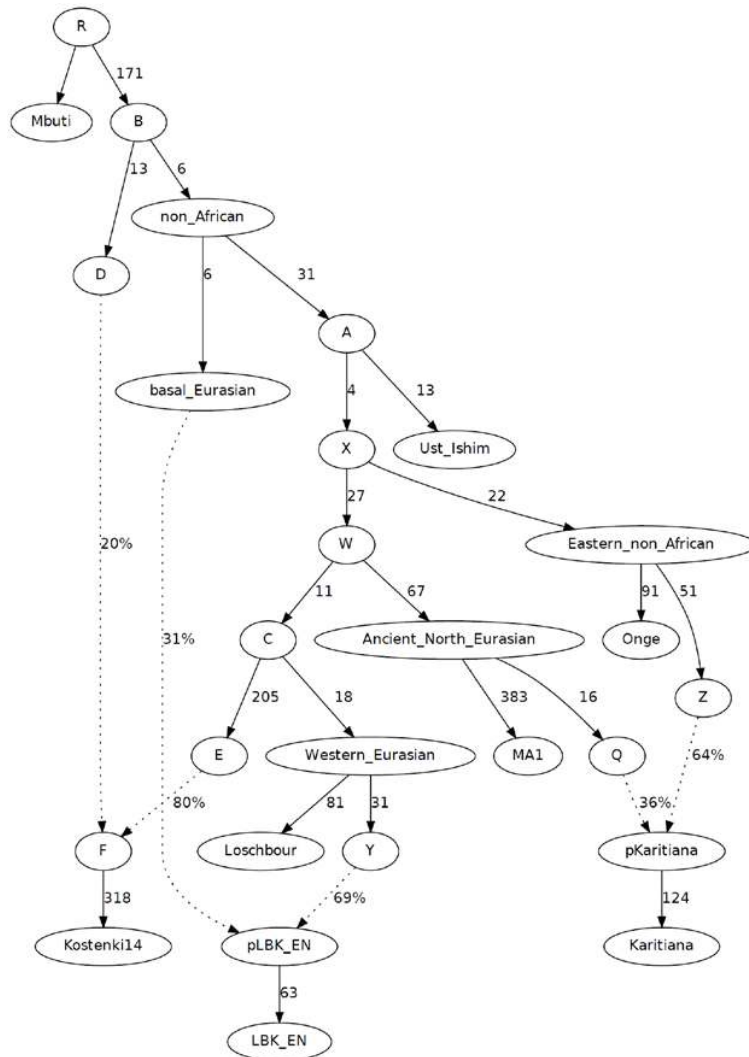 R
171
Mbuti
B
13
6
non_African
D
6
31
A
basal_Eurasian
4
13
X
Ust_Ishim
27
22
20%
W
Eastern_non_African
11
67
91
51
31%
C
Ancient_North_Eurasian
Onge
205
18
383
16
Z
E
Western_Eurasian
MA1
Q
64%
80%
81
31
36%
F
Loschbour
Y
pKaritiana
318
69%
124
Kostenki14
pLBK_EN
Karitiana
63
LBK_EN